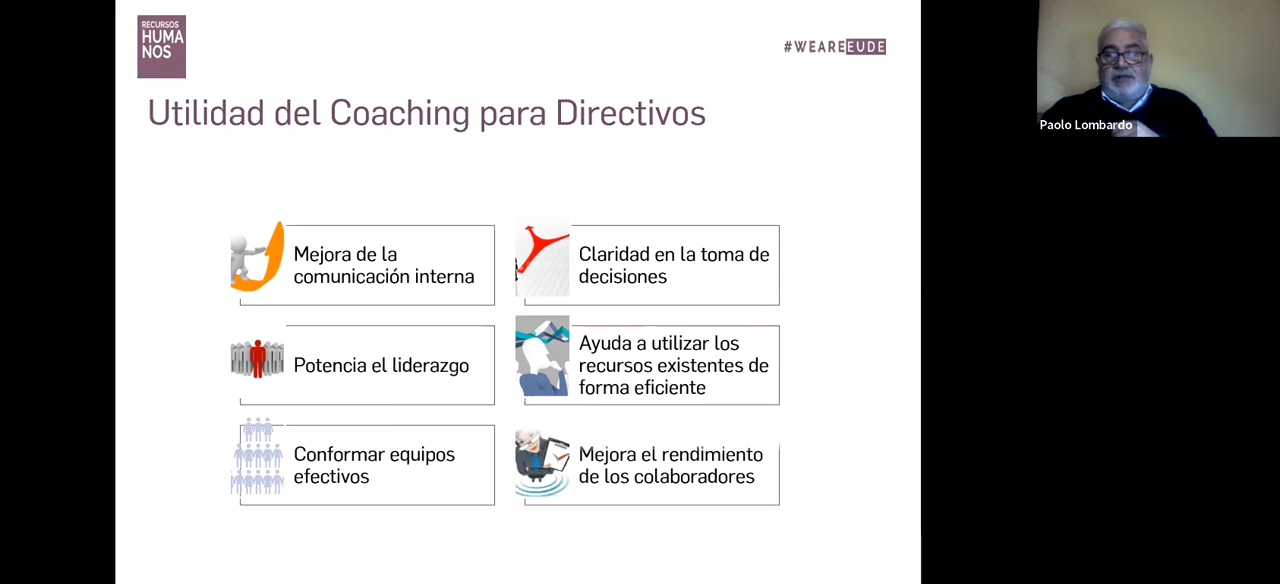 RECURSOS
HUMA
NOS
#WEAREEUDE
Utilidad del Coaching para Directivos
Mejora de la
comunicación interna
Claridad en la toma de
decisiones
Potencia el liderazgo
Ayuda a utilizar los
recursos existentes de
forma eficiente
Conformar equipos
efectivos
Mejora el rendimiento
de los colaboradores
Paolo Lombardo